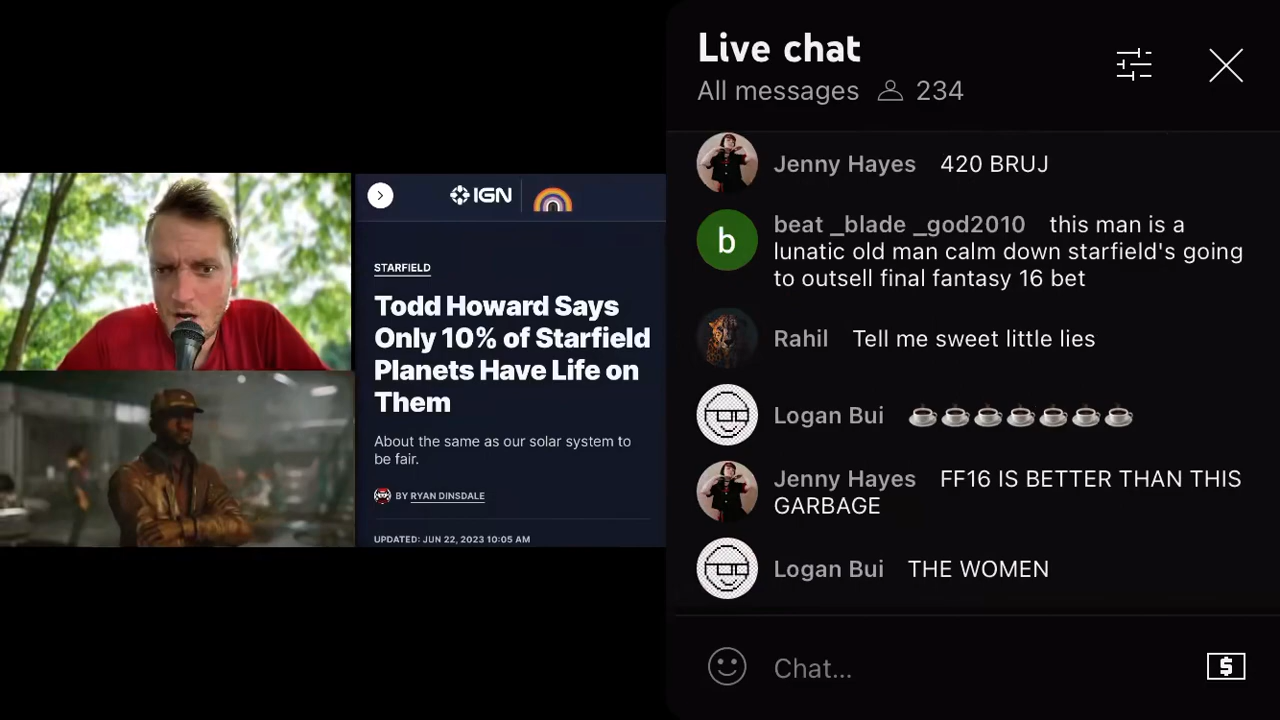 IGN
STARFIELD
Todd Howard Says
Only 10% of Starfield
Planets Have Life on
Them
About the same as our solar system to
be fair.
BY RYAN DINSDALE
UPDATED: JUN 22, 2023 10:05 AM
Live chat
All messages 234
Jenny Hayes 420 BRUJ
b
beat _blade _god2010 this man is a
lunatic old man calm down starfield's going
to outsell final fantasy 16 bet
Rahil Tell me sweet little lies
Logan Bui ☕☕☕☕☕☕☕
Jenny Hayes FF16 IS BETTER THAN THIS
GARBAGE
Logan Bui THE WOMEN
Chat...
$